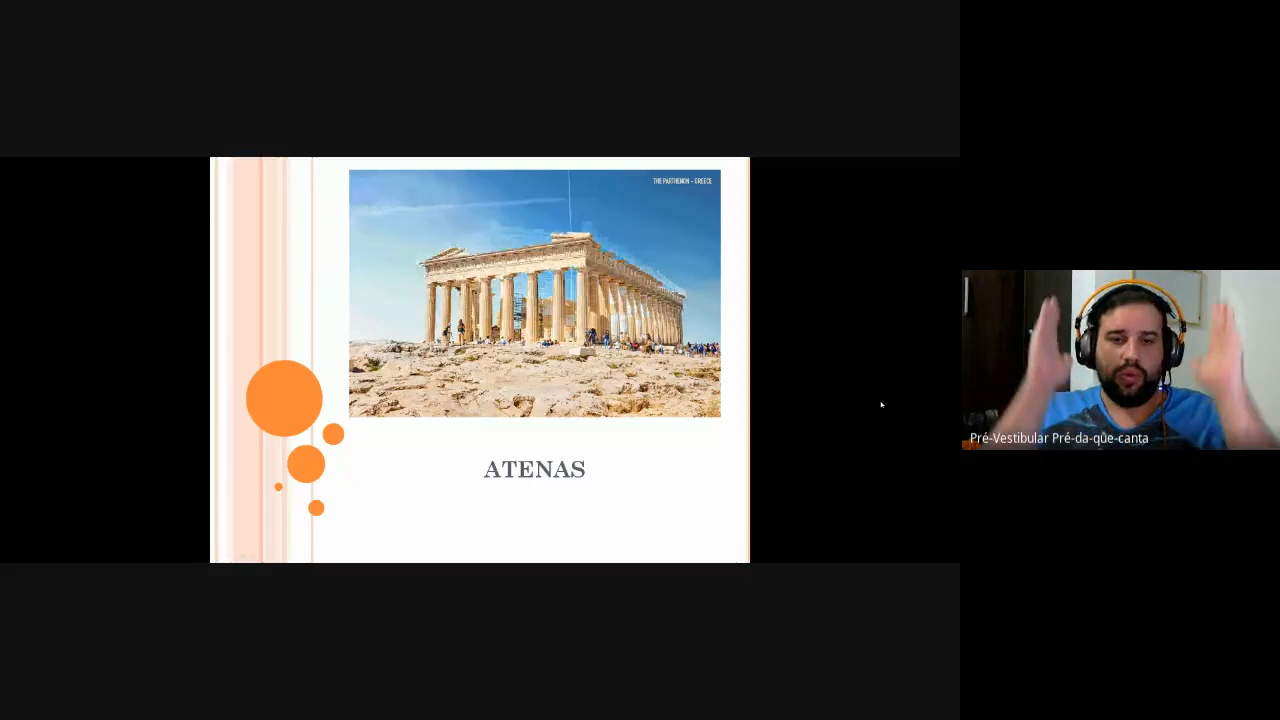 THE PARTHENON - GREECE
ATENAS
Pré-Vestibular Pré-da-que-canta